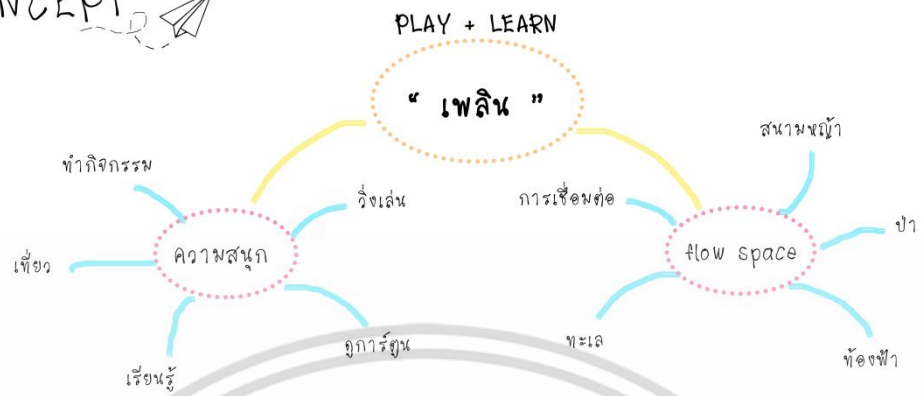 NCEPT
PLAY + LEARN
“ เพลิน ”
ทำกิจกรรม
วิ่งเล่น
เที่ยว
ความสนุก
เรียนรู้
ดูการ์ตูน
การเชื่อมต่อ
สนามหญ้า
ป่า
flow space
ทะเล
ท้องฟ้า